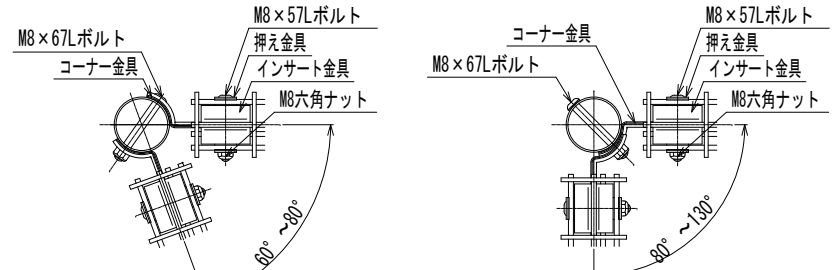 M8×57Lボルト
M8×67Lボルト
押え金具
コーナー金具
インサート金具
M8六角ナット
60° ~80°
M8×57Lボルト
コーナー金具
押え金具
M8×67Lボルト
インサート金具
M8六角ナット
80° ~130°